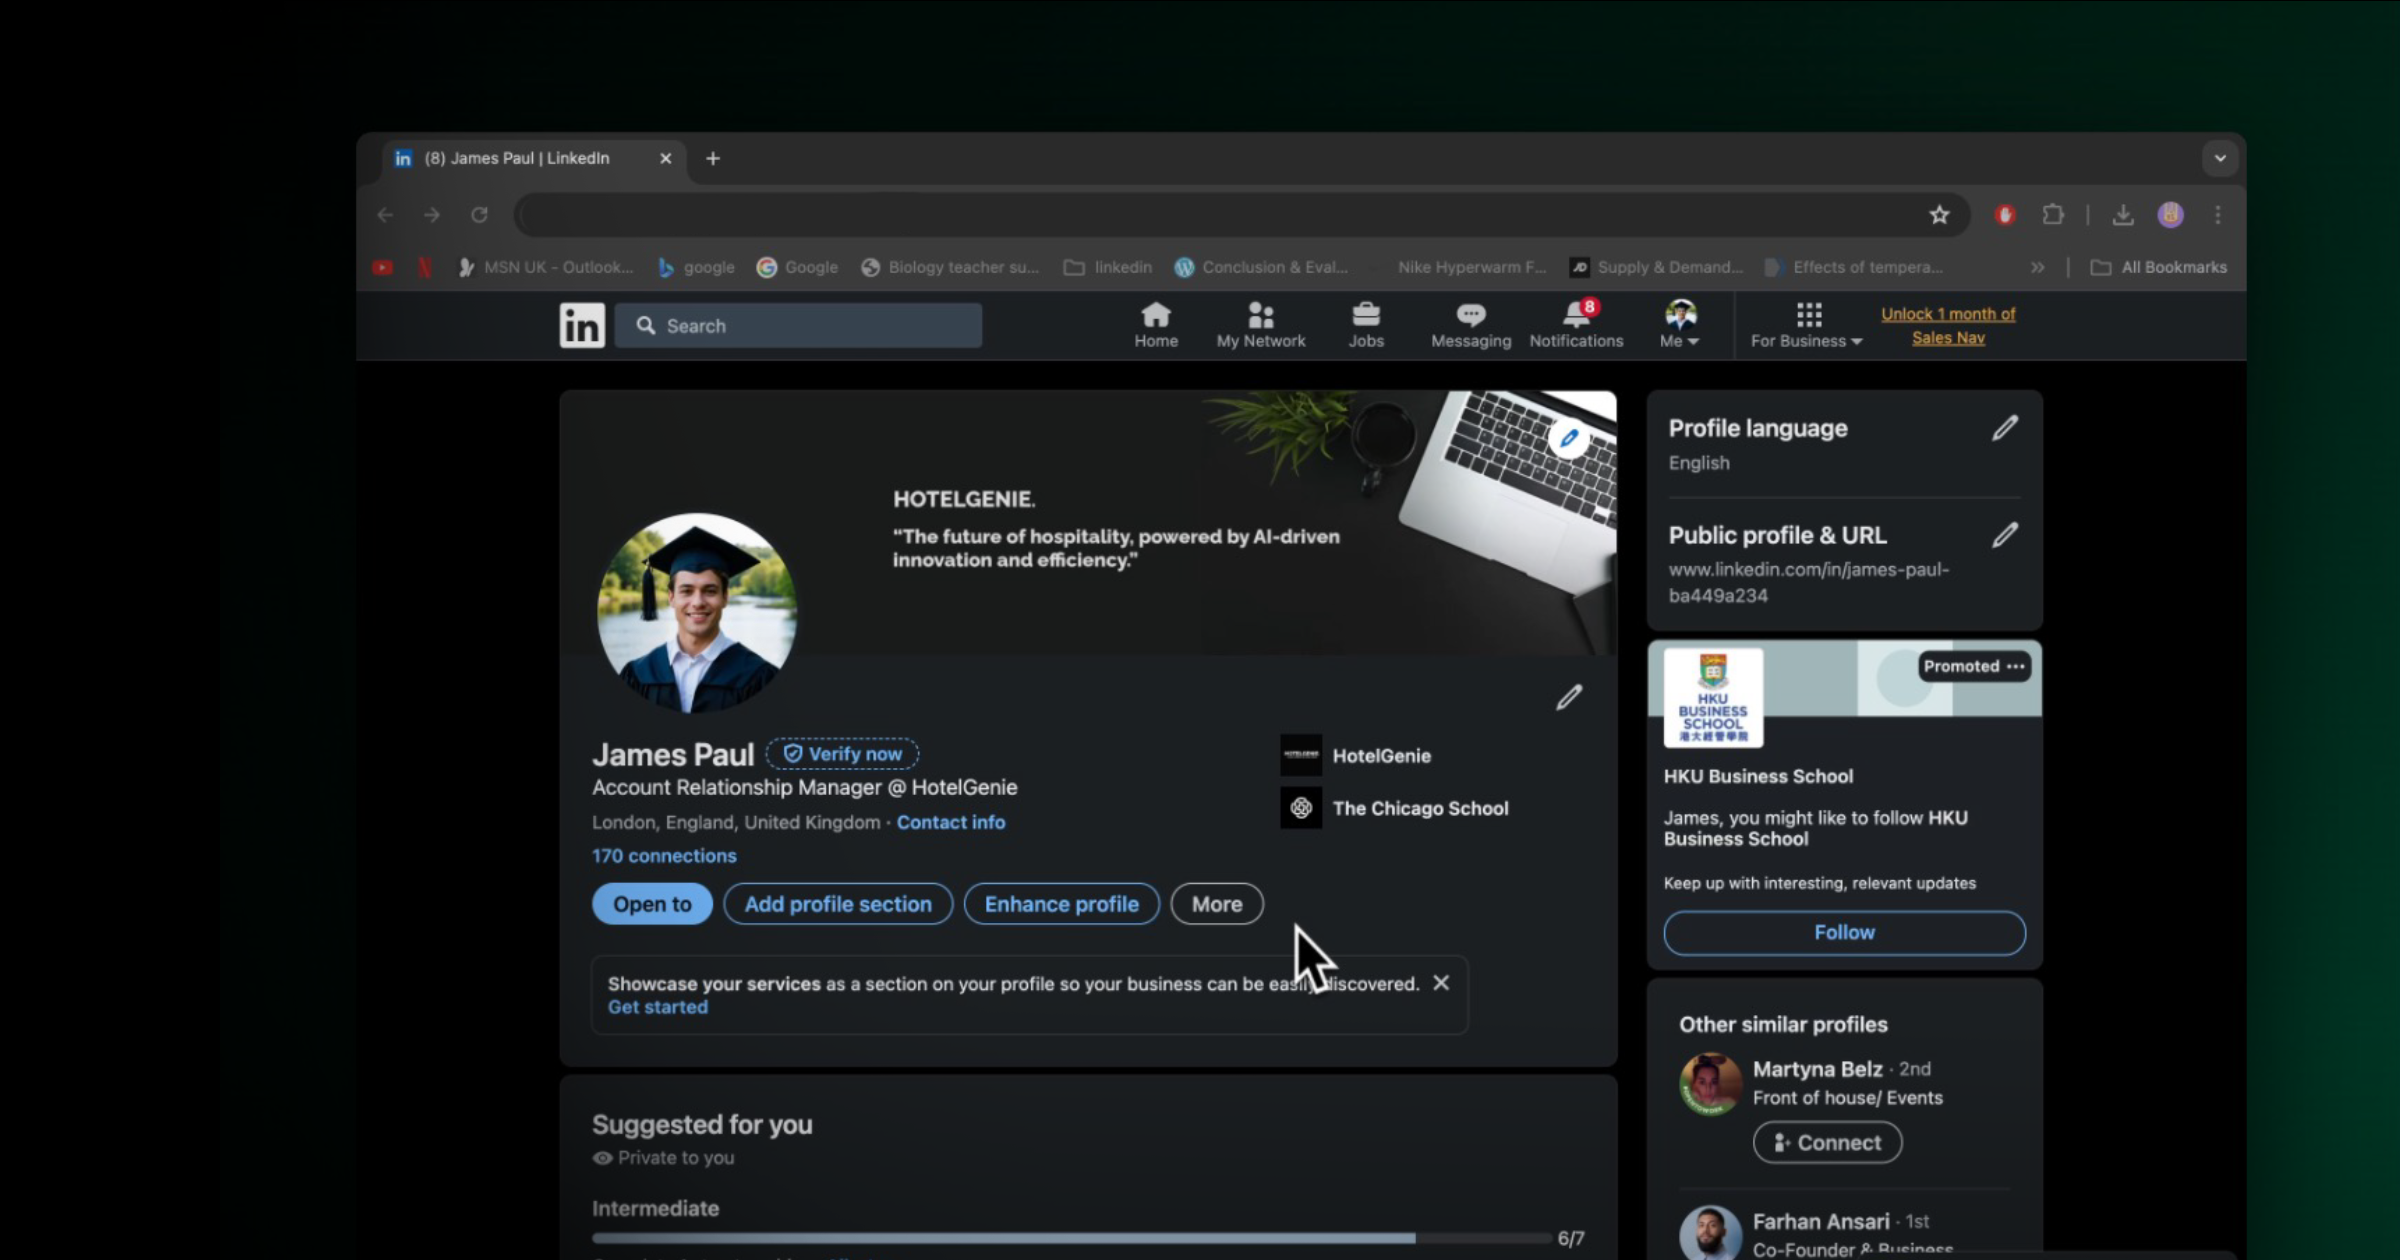 (8) James Paul | LinkedIn
MSN UK - Outlook...
google
Google
Biology teacher su...
linkedin
Conclusion & Eval...
Nike Hyperwarm F...
Supply & Demand...
Effects of tempera...
All Bookmarks
in
Search
Home
My Network
Jobs
Messaging
8
Notifications
Me
For Business
Unlock 1 month of
Sales Nav
HOTELGENIE.
“The future of hospitality, powered by AI-driven
innovation and efficiency.”
James Paul
Verify now
Account Relationship Manager @ HotelGenie
London, England, United Kingdom · Contact info
170 connections
HotelGenie
The Chicago School
Open to
Add profile section
Enhance profile
More
Showcase your services as a section on your profile so your business can be easily discovered.
Get started
Suggested for you
Private to you
Intermediate
6/7
Profile language
English
Public profile & URL
www.linkedin.com/in/james-paul-
ba449a234
Promoted
HKU
BUSINESS
SCHOOL
港大經管學院
HKU Business School
James, you might like to follow HKU
Business School
Keep up with interesting, relevant updates
Follow
Other similar profiles
Martyna Belz · 2nd
Front of house/ Events
Connect
Farhan Ansari · 1st
Co-Founder & Business